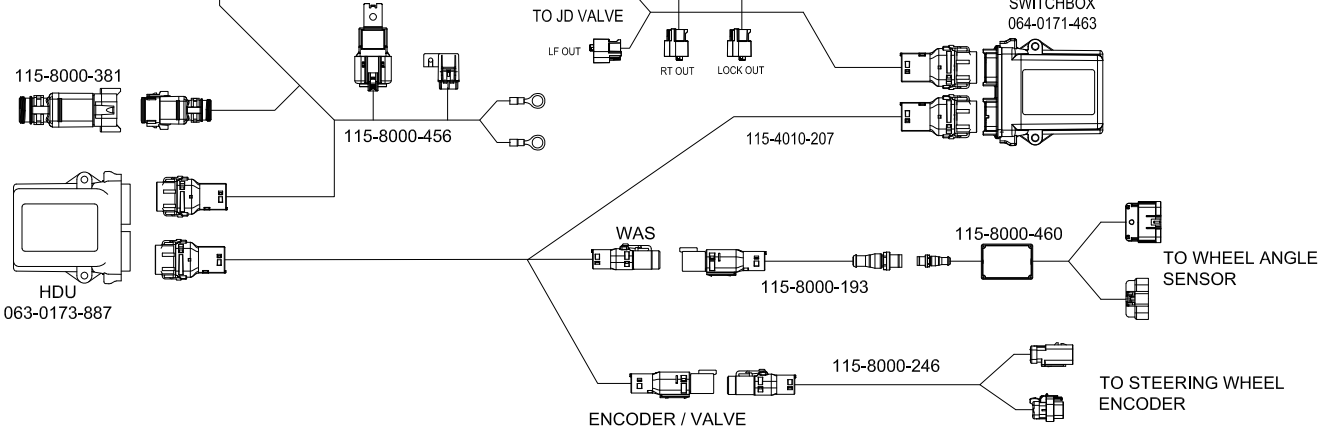 SWITCHBOX
064-0171-463
TO JD VALVE
LF OUT
RT OUT
LOCK OUT
115-8000-381
115-8000-456
115-4010-207
HDU
063-0173-887
WAS
115-8000-193
115-8000-460
TO WHEEL ANGLE
SENSOR
115-8000-246
TO STEERING WHEEL
ENCODER
ENCODER / VALVE